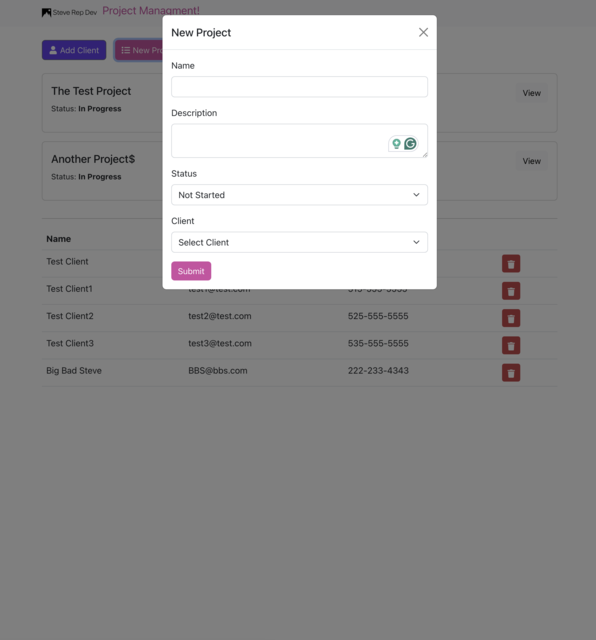 Steve Rep Dev Project Managment!
Add Client New Pro
New Project
Name
Description
Status
Not Started
Client
Select Client
Submit
The Test Project View
Status: In Progress
Another Project$ View
Status: In Progress
Name
Test Client
Test Client1 test1@test.com 515-555-5555
Test Client2 test2@test.com 525-555-5555
Test Client3 test3@test.com 535-555-5555
Big Bad Steve BBS@bbs.com 222-233-4343